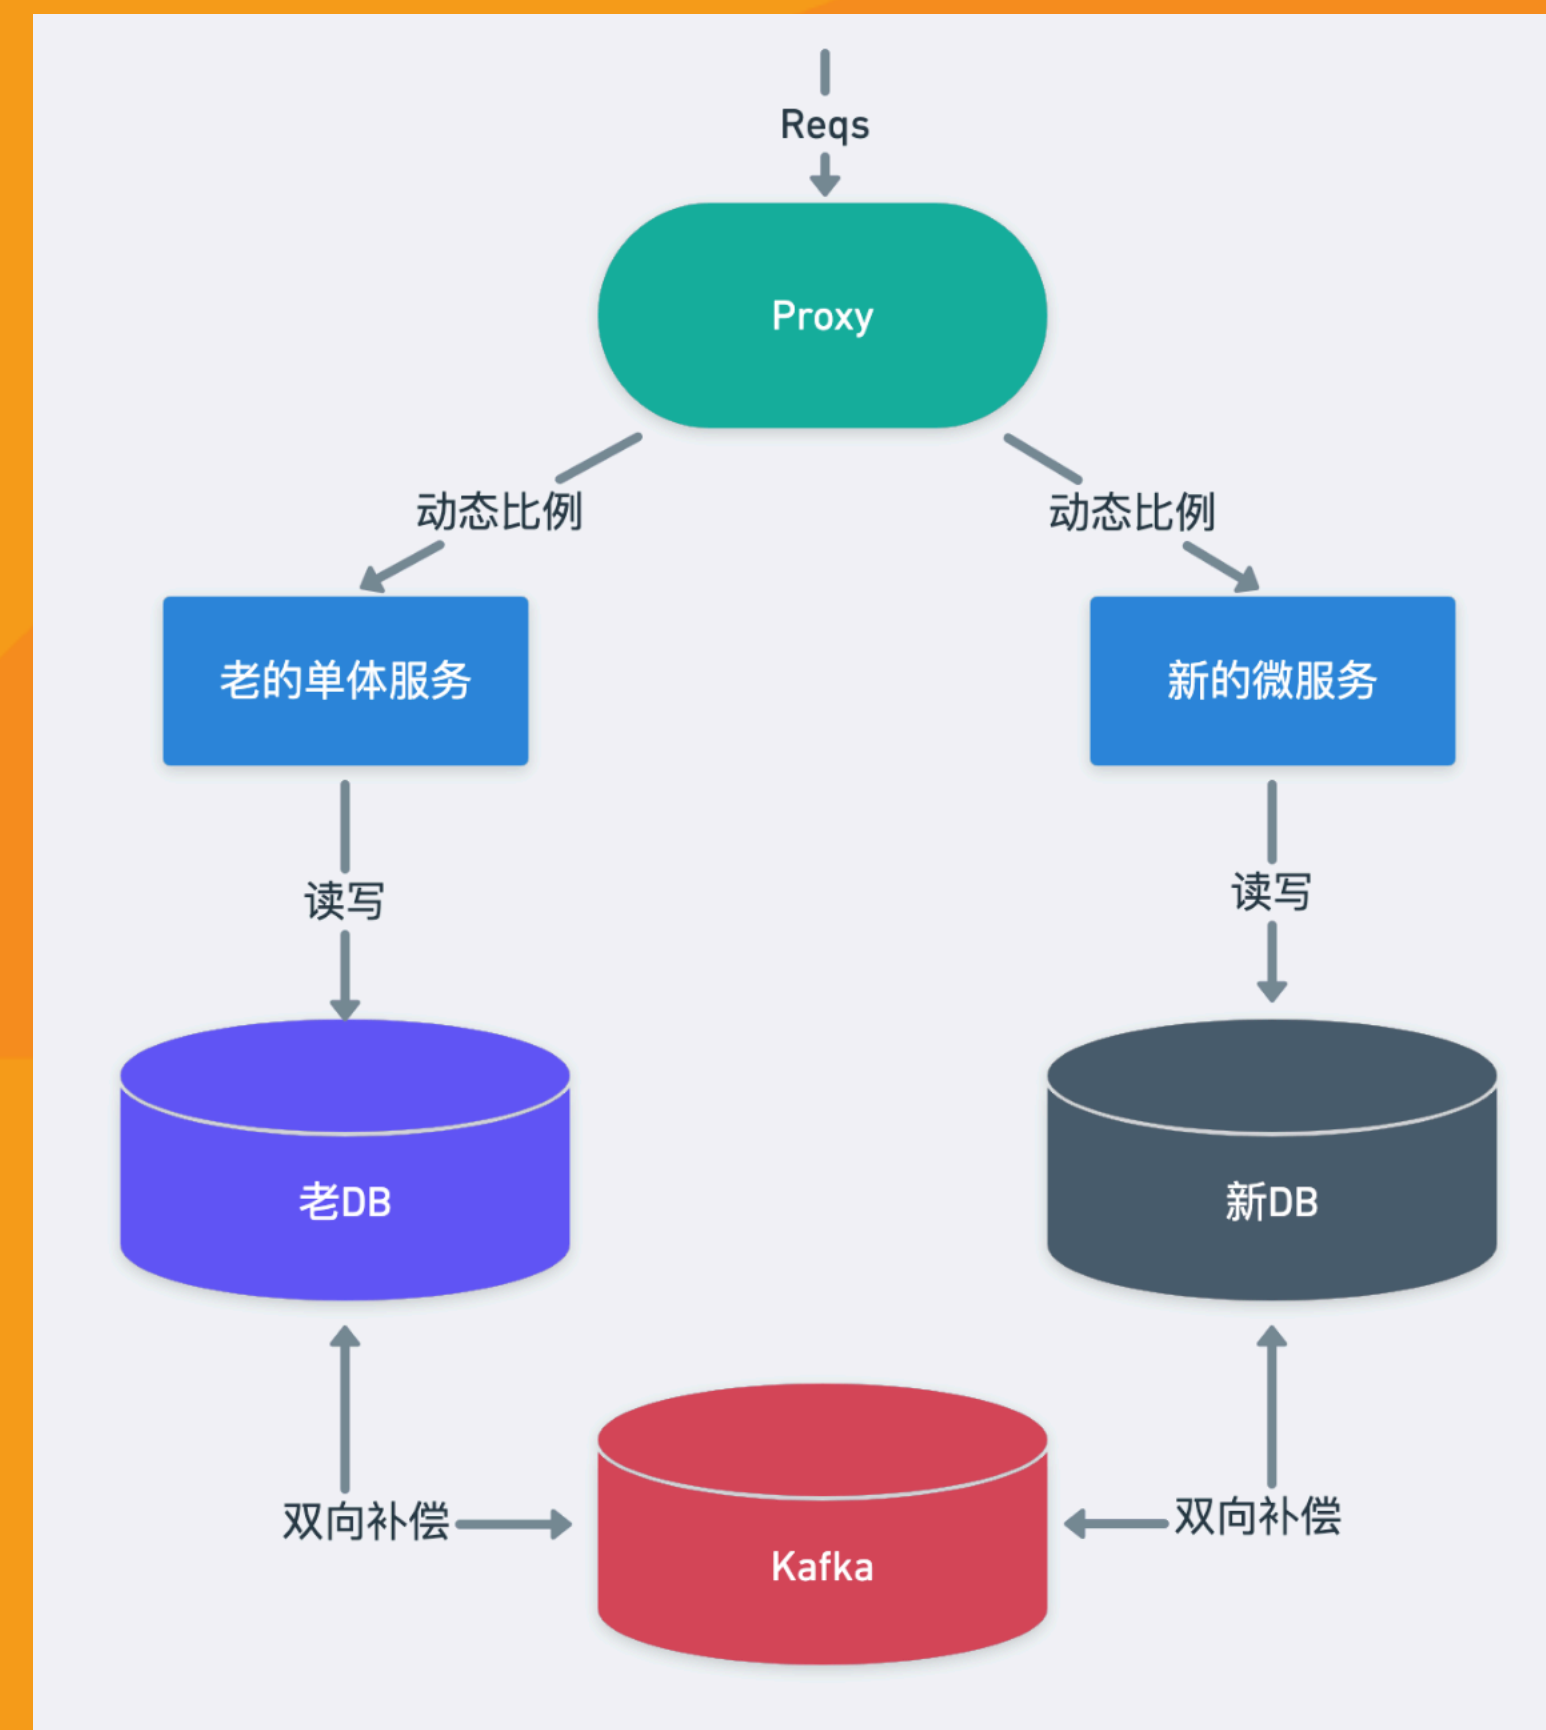 Reqs
Proxy
动态比例
动态比例
老的单体服务
新的微服务
读写
读写
老DB
新DB
双向补偿
双向补偿
Kafka